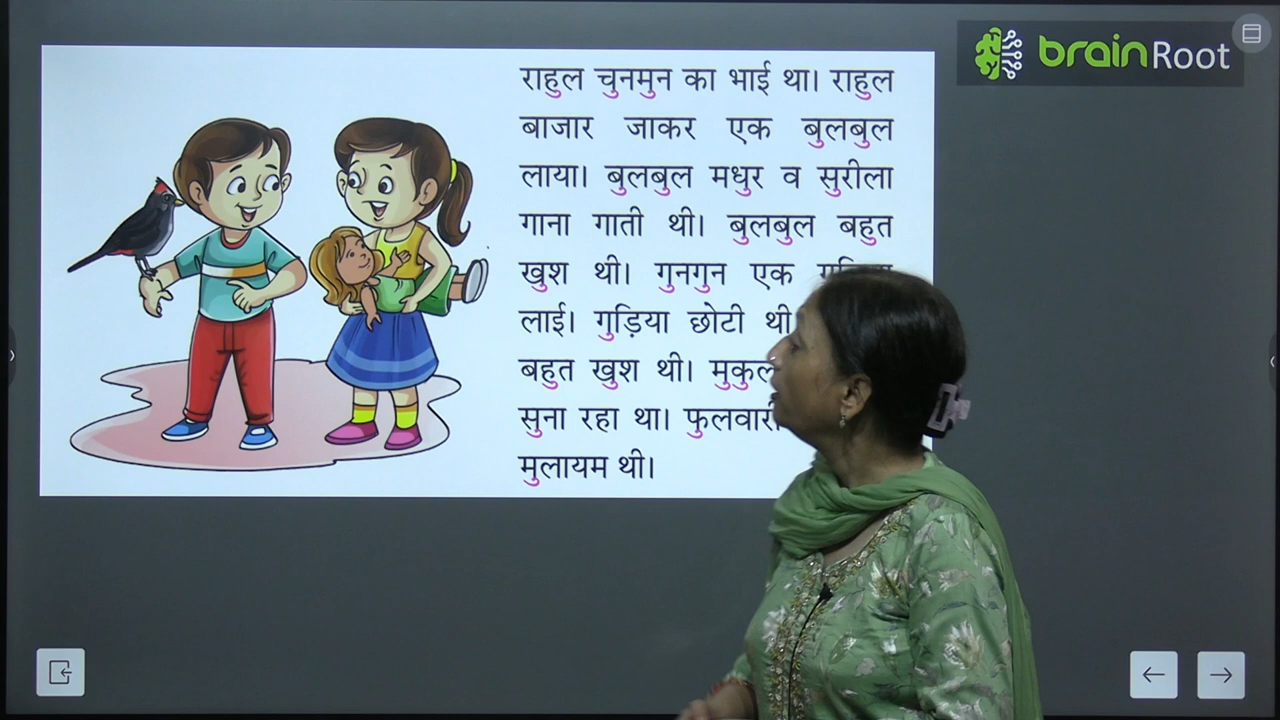 राहुल चुनमुन का भाई था। राहुल
बाजार जाकर एक बुलबुल
लाया। बुलबुल मधुर व सुरीला
गाना गाती थी। बुलबुल बहुत
खुश थी। गुनगुन एक
लाई। गुड़िया छोटी थी
बहुत खुश थी। मुकुल
सुना रहा था। फुलवारी
मुलायम थी।
brainRoot